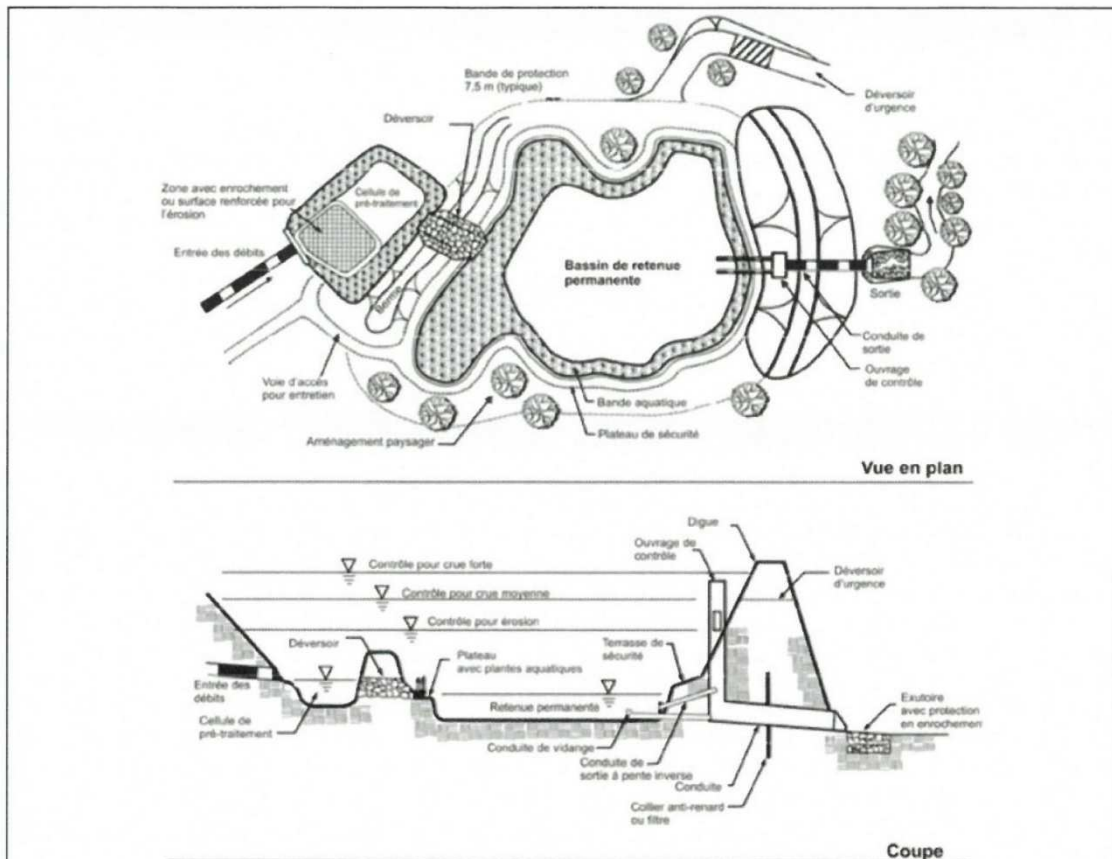 Bande de protection
7,5 m (typique)
Déversoir
d'urgence
Déversoir
Zone avec enrochement
ou surface renforcée pour
l'érosion
Cellule de
pré-traitement
Entrée des débits
Berme
Bassin de retenue
permanente
Sortie
Conduite de
sortie
Ouvrage
de contrôle
Voie d'accès
pour entretien
Bande aquatique
Aménagement paysager
Plateau de sécurité
Vue en plan
Digue
Ouvrage de
contrôle
Contrôle pour crue forte
Déversoir
d'urgence
Contrôle pour crue moyenne
Contrôle pour érosion
Déversoir
Plateau
avec plantes aquatiques
Terrasse de
sécurité
Entrée des
débits
Retenue permanente
Exutoire
avec protection
en enrochemen
Cellule de
pré-traitement
Conduite de vidange
Conduite de
sortie à pente inverse
Conduite
Collier anti-renard
ou filtre
Coupe